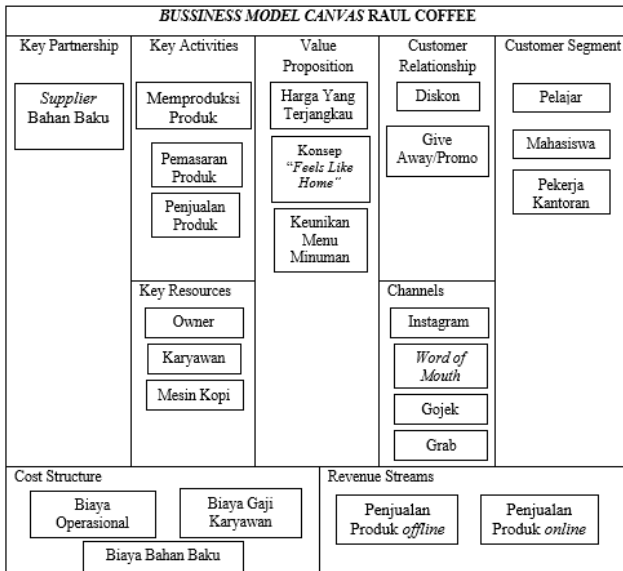 BUSSINESS MODEL CANVAS RAUL COFFEE
Key Partnership
Supplier
Bahan Baku
Key Activities
Memproduksi
Produk
Pemasaran
Produk
Penjualan
Produk
Key Resources
Owner
Karyawan
Mesin Kopi
Value
Proposition
Harga Yang
Terjangkau
Konsep
“Feels Like
Home”
Keunikan
Menu
Minuman
Customer
Relationship
Diskon
Give
Away/Promo
Channels
Instagram
Word of
Mouth
Gojek
Grab
Customer Segment
Pelajar
Mahasiswa
Pekerja
Kantoran
Cost Structure
Biaya
Operasional
Biaya Gaji
Karyawan
Biaya Bahan Baku
Revenue Streams
Penjualan
Produk offline
Penjualan
Produk online